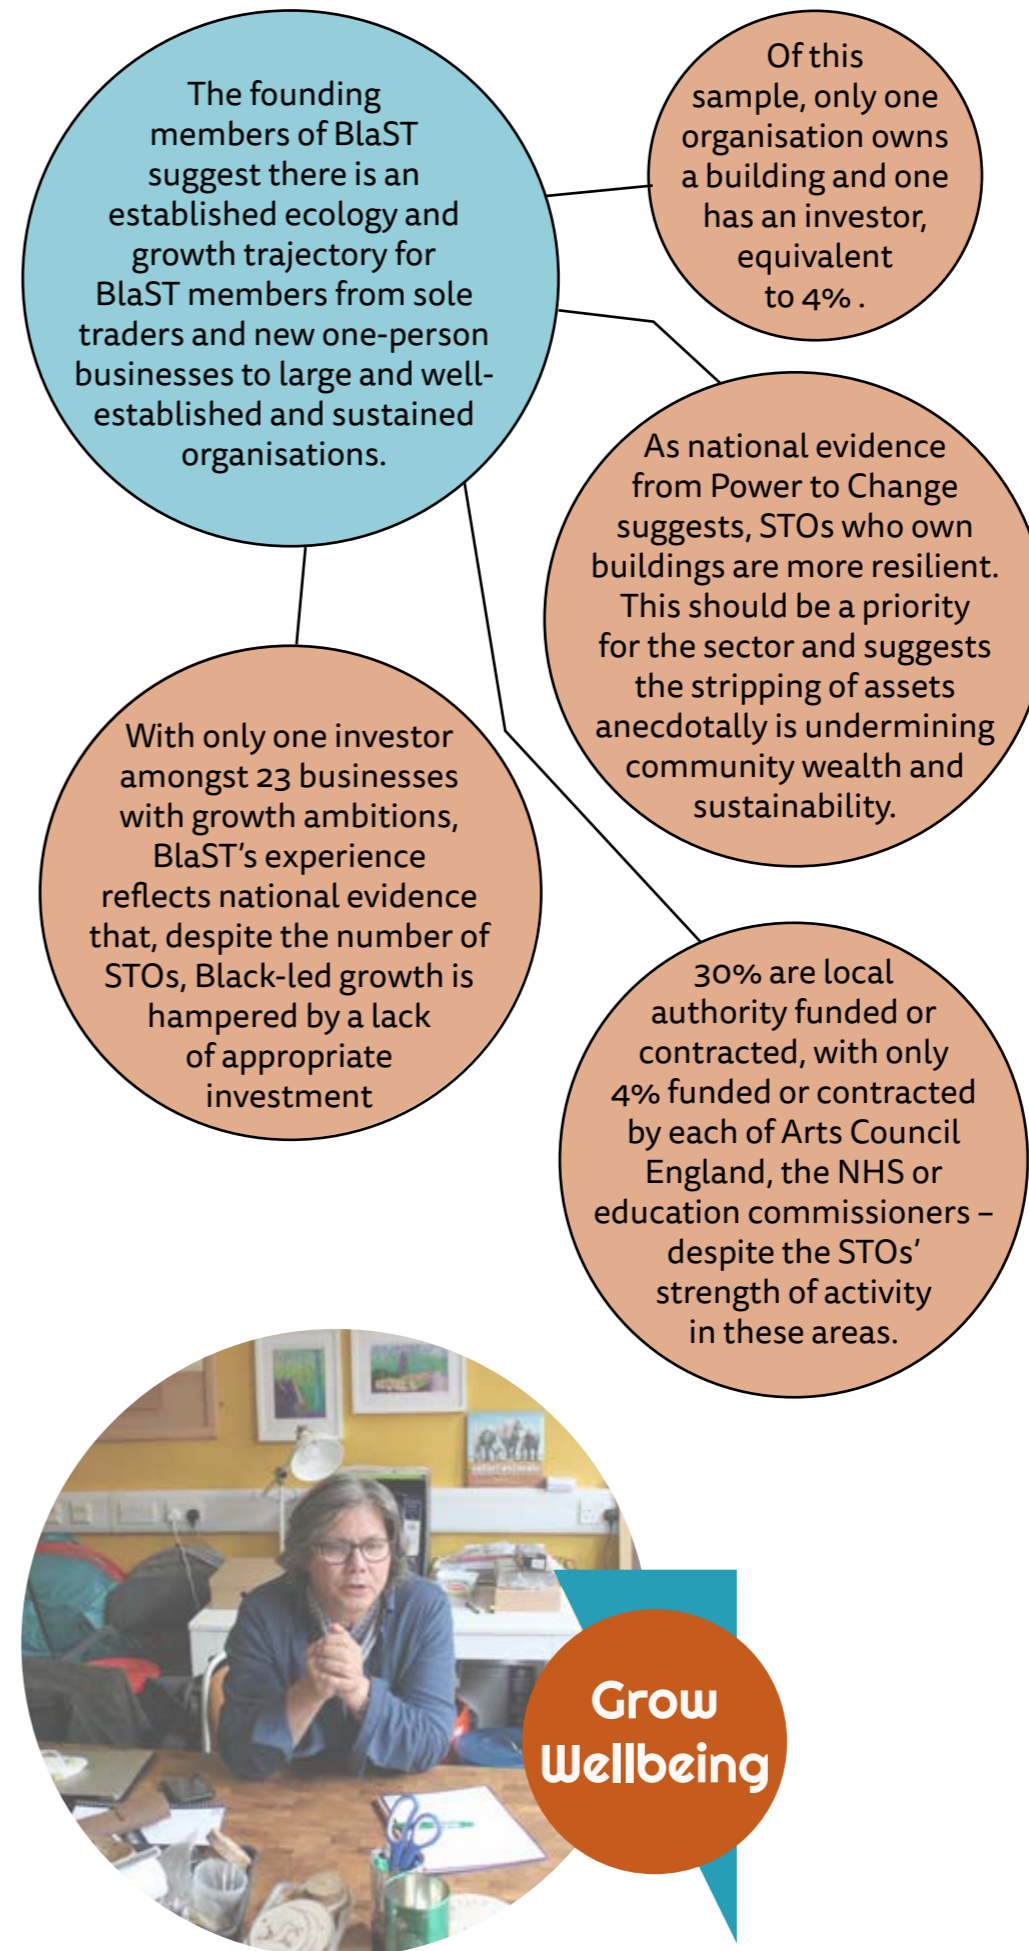 The founding
members of BlaST
suggest there is an
established ecology and
growth trajectory for
BlaST members from sole
traders and new one-person
businesses to large and well-
established and sustained
organisations.
Of this
sample, only one
organisation owns
a building and one
has an investor,
equivalent
to 4% .
As national evidence
from Power to Change
suggests, STOs who own
buildings are more resilient.
This should be a priority
for the sector and suggests
the stripping of assets
anecdotally is undermining
community wealth and
sustainability.
With only one investor
amongst 23 businesses
with growth ambitions,
BlaST’s experience
reflects national evidence
that, despite the number of
STOs, Black-led growth is
hampered by a lack
of appropriate
investment
30% are local
authority funded or
contracted, with only
4% funded or contracted
by each of Arts Council
England, the NHS or
education commissioners –
despite the STOs’
strength of activity
in these areas.
Grow
Wellbeing